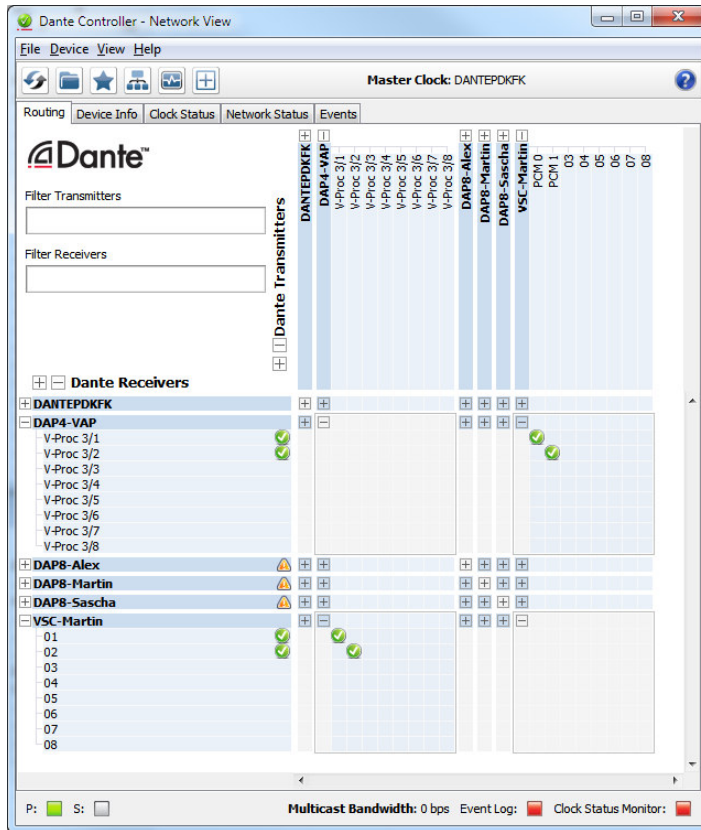 Dante Controller - Network View
File Device View Help
Master Clock: DANTEPDKFK
Routing Device Info Clock Status Network Status Events
Dante™
Filter Transmitters
Filter Receivers
Dante Transmitters
DANTEPDKFK
DAP4-VAP
V-Proc 3/1
V-Proc 3/2
V-Proc 3/3
V-Proc 3/4
V-Proc 3/5
V-Proc 3/6
V-Proc 3/7
V-Proc 3/8
DAP8-Alex
DAP8-Martin
DAP8-Sascha
VSC-Martin
PCM 0
PCM 1
03
04
05
06
07
08
Dante Receivers
DANTEPDKFK
DAP4-VAP
V-Proc 3/1
V-Proc 3/2
V-Proc 3/3
V-Proc 3/4
V-Proc 3/5
V-Proc 3/6
V-Proc 3/7
V-Proc 3/8
DAP8-Alex
DAP8-Martin
DAP8-Sascha
VSC-Martin
01
02
03
04
05
06
07
08
P: S: Multicast Bandwidth: 0 bps Event Log: Clock Status Monitor: